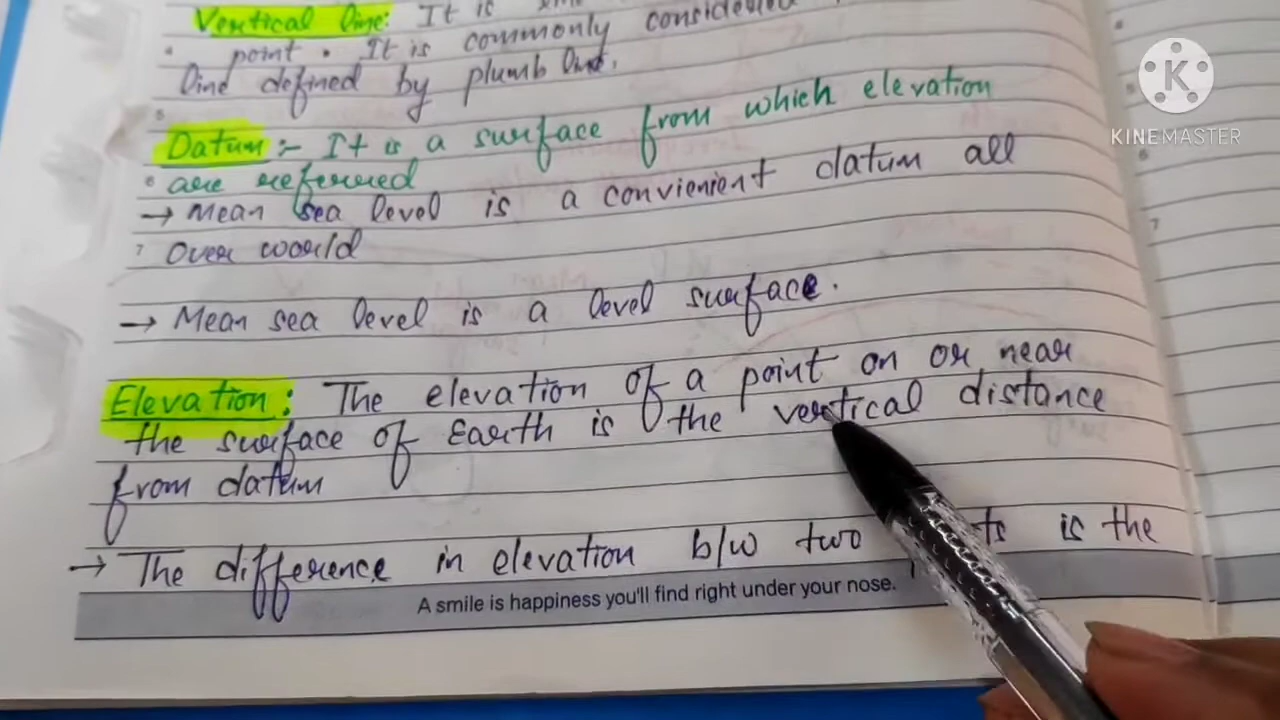 Vertical line: It is
point. It is commonly considered
line defined by plumb line.
Datum:- It is a surface from which elevation
are referred
→ Mean sea level is a convienient datum all
Over world
→ Mean sea level is a level surface.
Elevation: The elevation of a point on or near
the surface of Earth is the vertical distance
from datum
→ The difference in elevation b/w two is the
A smile is happiness you'll find right under your nose.
K
KINEMASTER